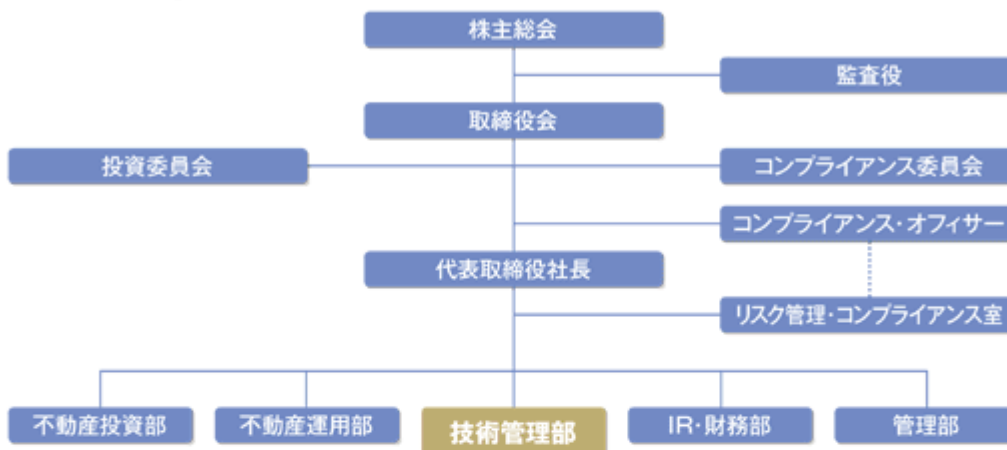 株主総会
監査役
取締役会
投資委員会
コンプライアンス委員会
コンプライアンス・オフィサー
代表取締役社長
リスク管理・コンプライアンス室
不動産投資部
不動産運用部
技術管理部
IR・財務部
管理部